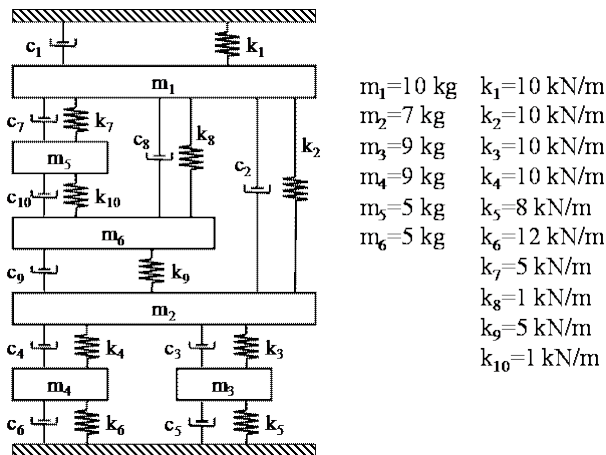 c₁
k₁
m₁
c₇
k₇
c₈
k₈
c₂
k₂
m₅
c₁₀
k₁₀
m₆
c₉
k₉
m₂
c₄
k₄
c₃
k₃
m₄
m₃
c₆
k₆
c₅
k₅
m₁=10 kg k₁=10 kN/m
m₂=7 kg k₂=10 kN/m
m₃=9 kg k₃=10 kN/m
m₄=9 kg k₄=10 kN/m
m₅=5 kg k₅=8 kN/m
m₆=5 kg k₆=12 kN/m
k₇=5 kN/m
k₈=1 kN/m
k₉=5 kN/m
k₁₀=1 kN/m